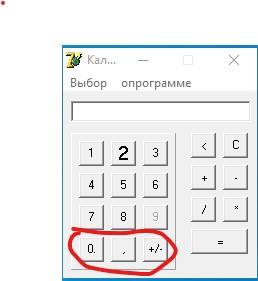 Кал...
Выбор опрограмме
1 2 3 < C
4 5 6 + -
7 8 9 / *
0. , +/- =